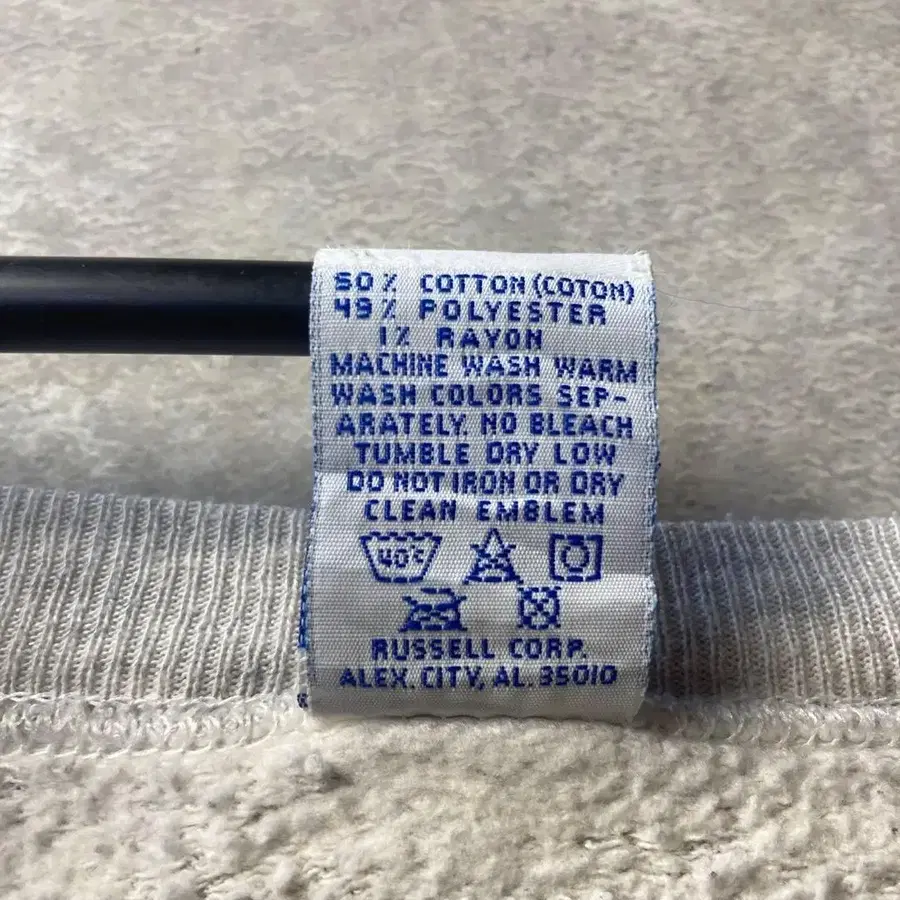 50% COTTON (COTON)
49% POLYESTER
1% RAYON
MACHINE WASH WARM
WASH COLORS SEP-
ARATELY. NO BLEACH
TUMBLE DRY LOW
DO NOT IRON OR DRY
CLEAN EMBLEM
40°C
RUSSELL CORP.
ALEX. CITY, AL. 35010